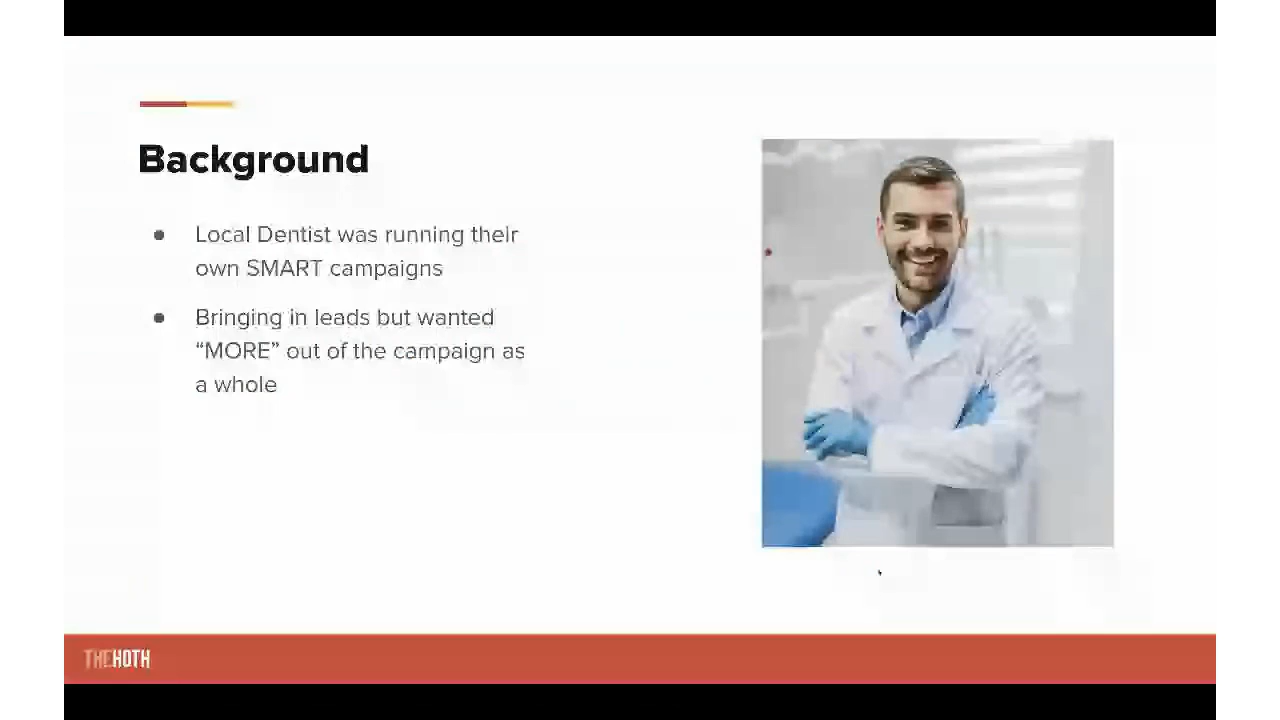 Background
● Local Dentist was running their
own SMART campaigns
● Bringing in leads but wanted
“MORE” out of the campaign as
a whole
THEHOTH